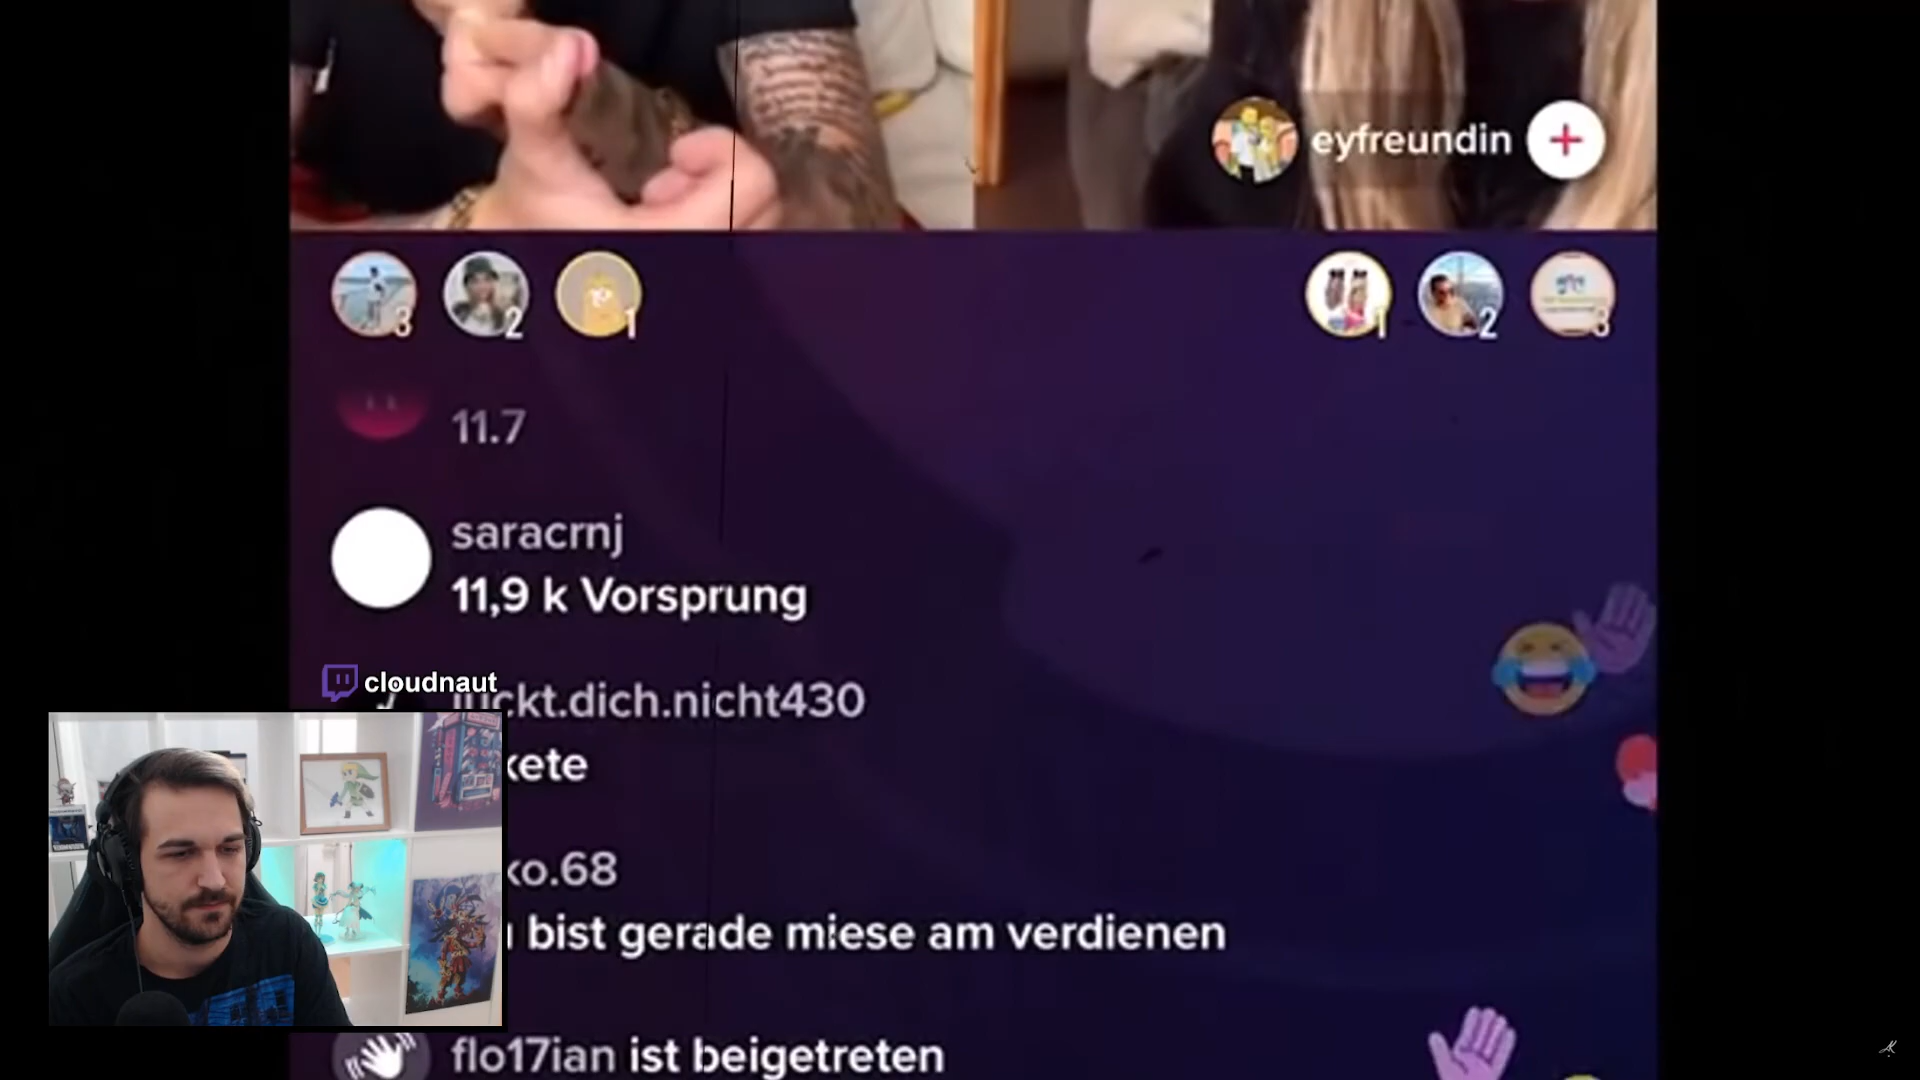 eyfreundin
3
2
1
1
2
3
11.7
saracrnj
11,9 k Vorsprung
cloudnaut
juckt.dich.nicht430
kete
ko.68
bist gerade miese am verdienen
flo17ian ist beigetreten